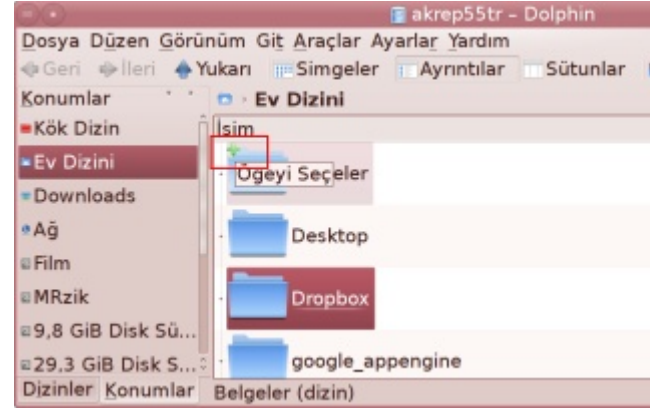 akrep55tr – Dolphin
Dosya Düzen Görünüm Git Araçlar Ayarlar Yardım
Geri İleri Yukarı Simgeler Ayrıntılar Sütunlar
Konumlar
Ev Dizini
Kök Dizin
Ev Dizini
Downloads
Ağ
Film
MRzik
9,8 GiB Disk Sü...
29,3 GiB Disk S...
Dizinler Konumlar
İsim
Öğeyi Seçeler
Desktop
Dropbox
google_appengine
Belgeler (dizin)